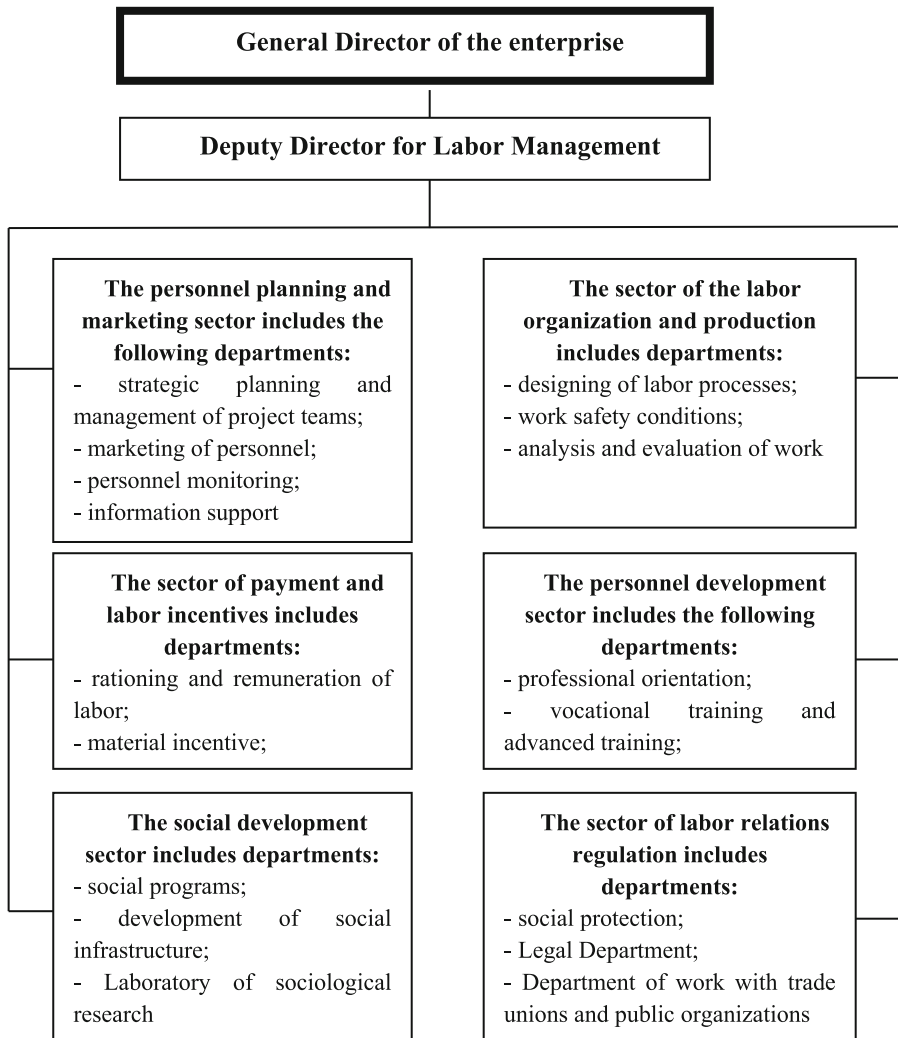 General Director of the enterprise
Deputy Director for Labor Management
The personnel planning and
marketing sector includes the
following departments:
- strategic planning and
management of project teams;
- marketing of personnel;
- personnel monitoring;
- information support
The sector of the labor
organization and production
includes departments:
- designing of labor processes;
- work safety conditions;
- analysis and evaluation of work
The sector of payment and
labor incentives includes
departments:
- rationing and remuneration of
labor;
- material incentive;
The personnel development
sector includes the following
departments:
- professional orientation;
- vocational training and
advanced training;
The social development
sector includes departments:
- social programs;
- development of social
infrastructure;
- Laboratory of sociological
research
The sector of labor relations
regulation includes
departments:
- social protection;
- Legal Department;
- Department of work with trade
unions and public organizations